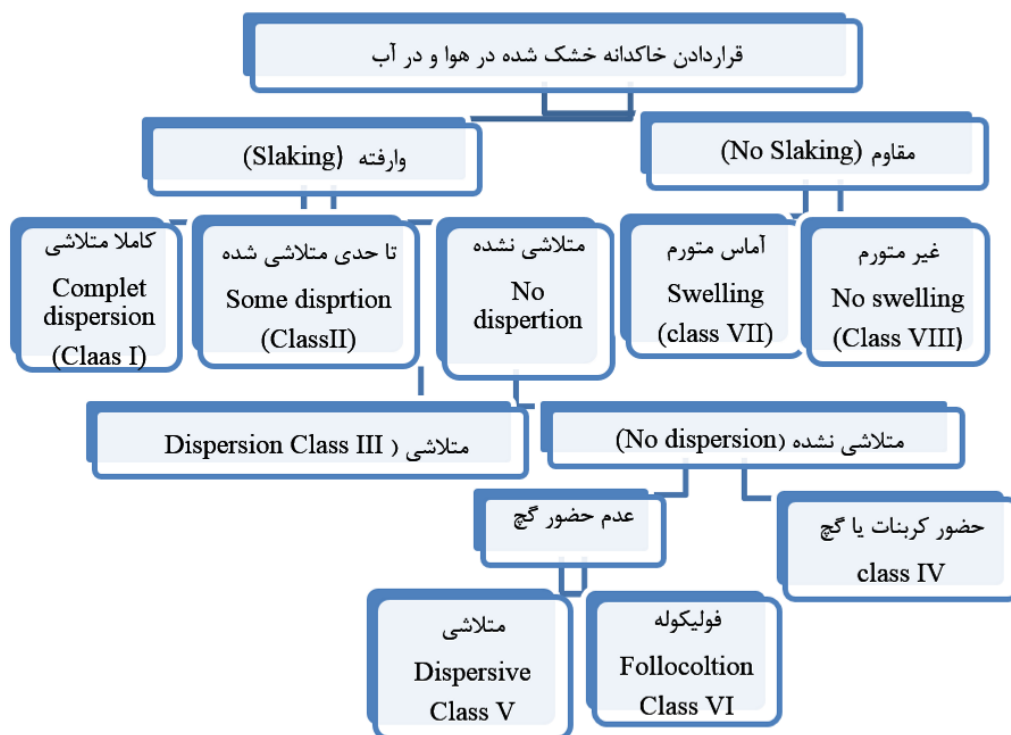 قراردادن خاکدانه خشک شده در هوا و در آب
وارفته (Slaking)
مقاوم (No Slaking)
کاملا متلاشی
Complet
dispersion
(Claas I)
تا حدی متلاشی شده
Some disprtion
(ClassII)
متلاشی نشده
No
dispertion
آماس متورم
Swelling
(class VII)
غیر متورم
No swelling
(Class VIII)
متلاشی ( Dispersion Class III
متلاشی نشده (No dispersion)
عدم حضور گچ
حضور کربنات یا گچ
class IV
متلاشی
Dispersive
Class V
فولیکوله
Follocoltion
Class VI